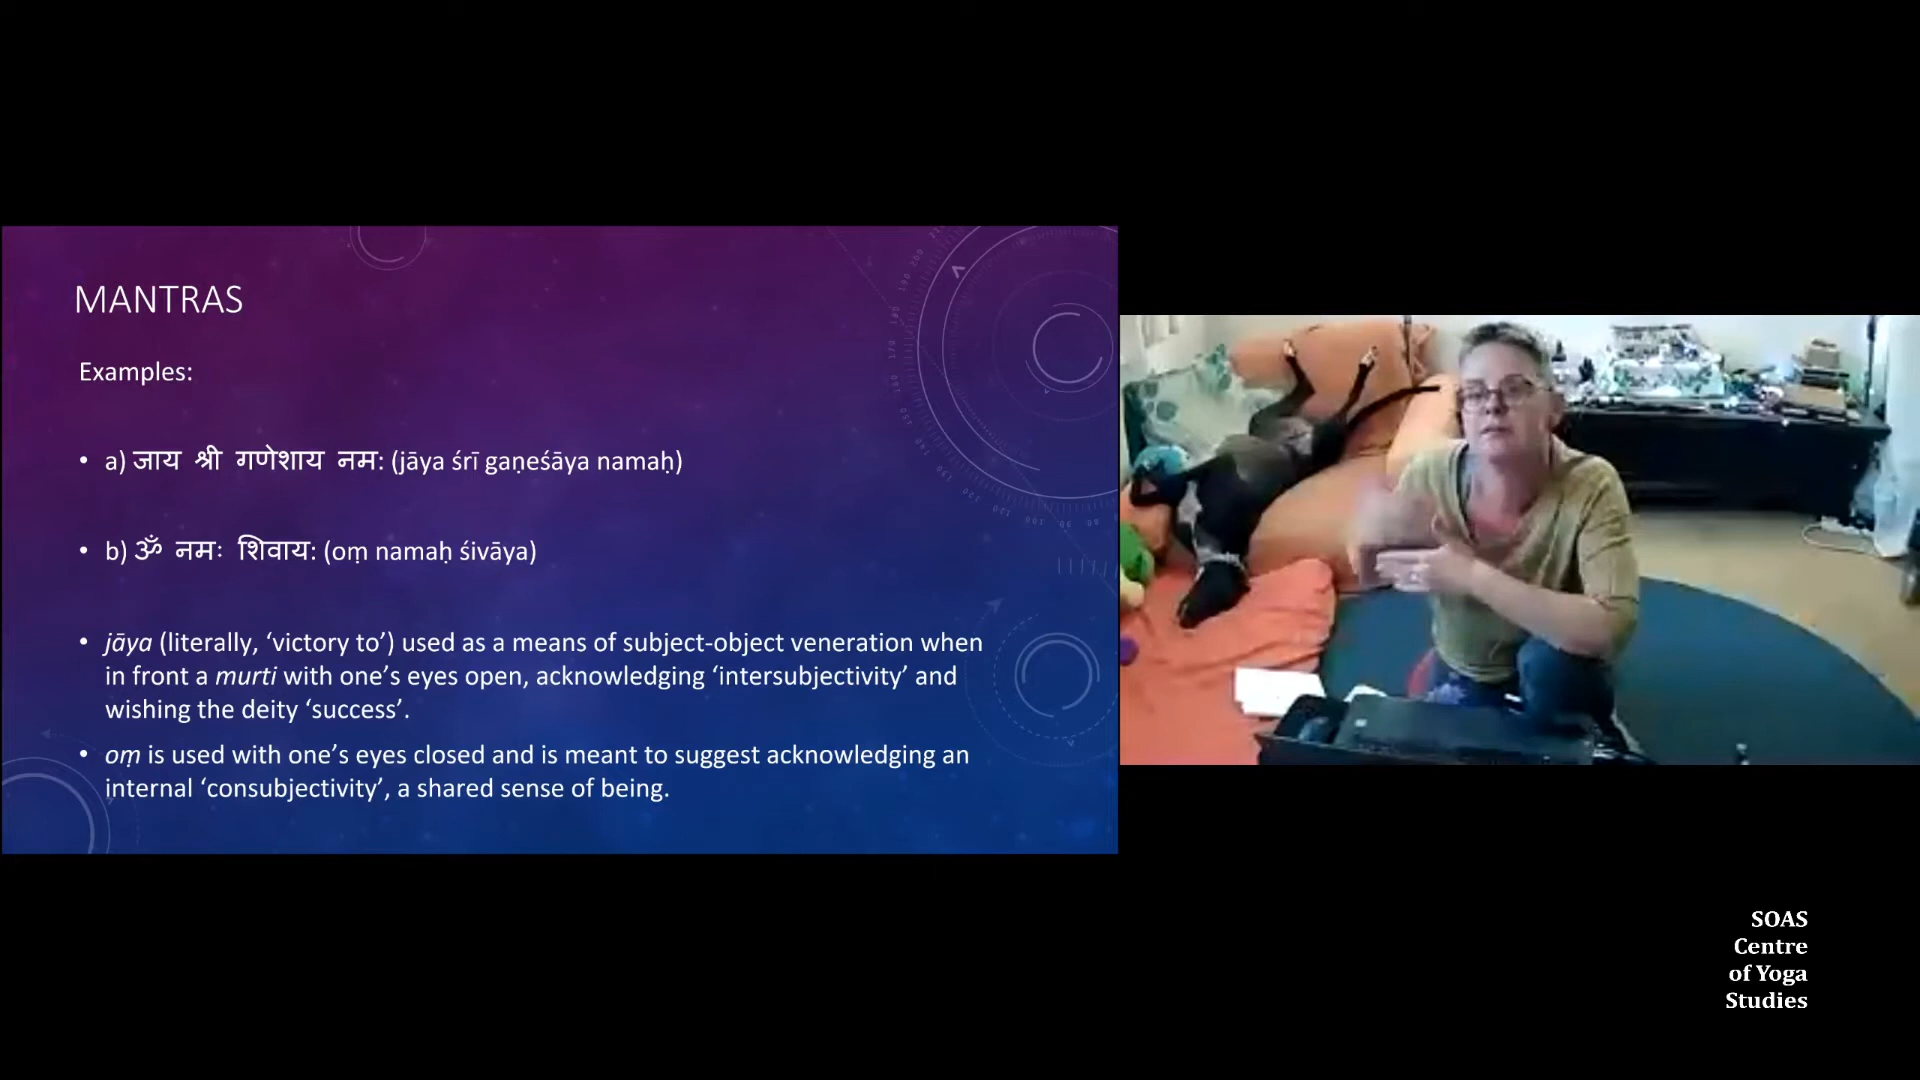 MANTRAS
Examples:
• a) जाय श्री गणेशाय नम: (jāya śrī gaṇeśāya namaḥ)
• b) ॐ नमः शिवाय: (oṃ namaḥ śivāya)
• jāya (literally, ‘victory to’) used as a means of subject-object veneration when
in front a murti with one’s eyes open, acknowledging ‘intersubjectivity’ and
wishing the deity ‘success’.
• oṃ is used with one’s eyes closed and is meant to suggest acknowledging an
internal ‘consubjectivity’, a shared sense of being.
SOAS
Centre
of Yoga
Studies